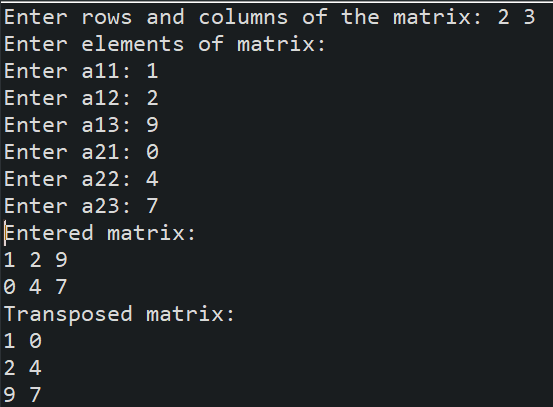 Enter rows and columns of the matrix: 2 3
Enter elements of matrix:
Enter a11: 1
Enter a12: 2
Enter a13: 9
Enter a21: 0
Enter a22: 4
Enter a23: 7
Entered matrix:
1 2 9
0 4 7
Transposed matrix:
1 0
2 4
9 7